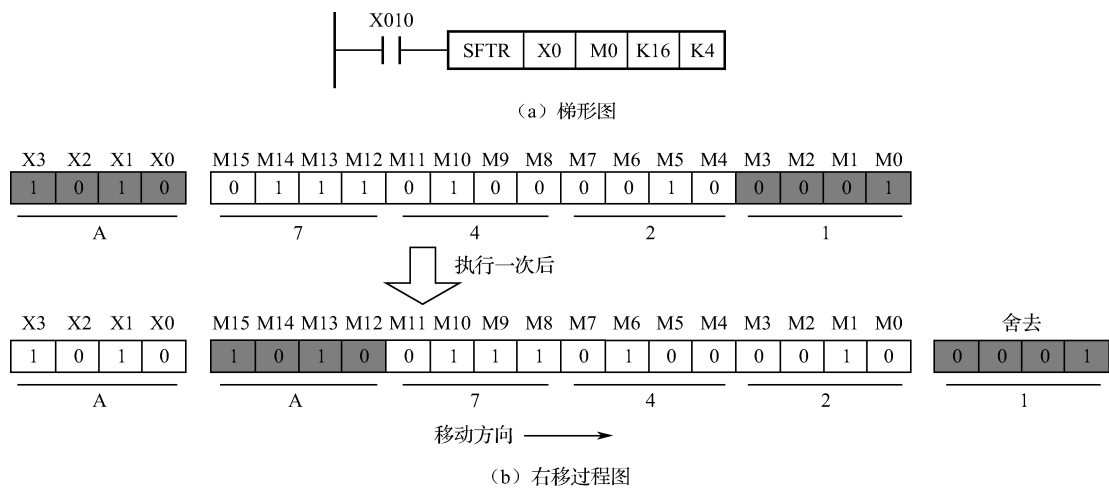 X010
SFTR X0 M0 K16 K4
（a）梯形图
X3 X2 X1 X0 M15 M14 M13 M12 M11 M10 M9 M8 M7 M6 M5 M4 M3 M2 M1 M0
1 0 1 0 0 1 1 1 0 1 0 0 0 0 1 0 0 0 0 1
A 7 4 2 1
执行一次后
X3 X2 X1 X0 M15 M14 M13 M12 M11 M10 M9 M8 M7 M6 M5 M4 M3 M2 M1 M0 舍去
1 0 1 0 1 0 1 0 0 1 1 1 0 1 0 0 0 0 1 0 0 0 0 1
A A 7 4 2 1
移动方向
（b）右移过程图